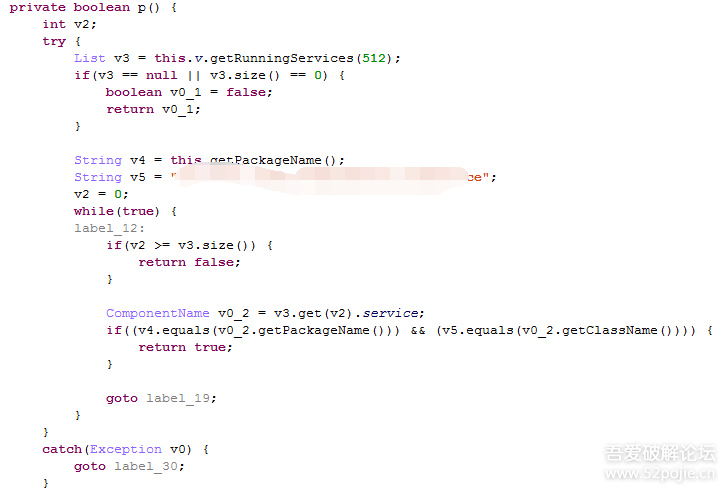 private boolean p() {
int v2;
try {
List v3 = this.v.getRunningServices(512);
if(v3 == null || v3.size() == 0) {
boolean v0_1 = false;
return v0_1;
}
String v4 = this.getPackageName();
String v5 = " ce";
v2 = 0;
while(true) {
label_12:
if(v2 >= v3.size()) {
return false;
}
ComponentName v0_2 = v3.get(v2).service;
if((v4.equals(v0_2.getPackageName())) && (v5.equals(v0_2.getClassName()))) {
return true;
}
goto label_19;
}
}
catch(Exception v0) {
goto label_30;
}
吾爱破解论坛
www.52pojie.cn